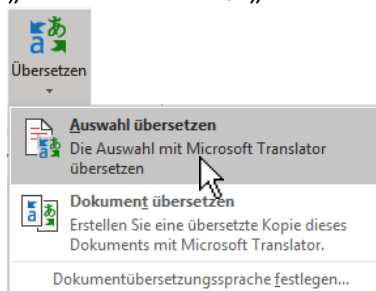 Übersetzen
Auswahl übersetzen
Die Auswahl mit Microsoft Translator
übersetzen
Dokument übersetzen
Erstellen Sie eine übersetzte Kopie dieses
Dokuments mit Microsoft Translator.
Dokumentübersetzungssprache festlegen...